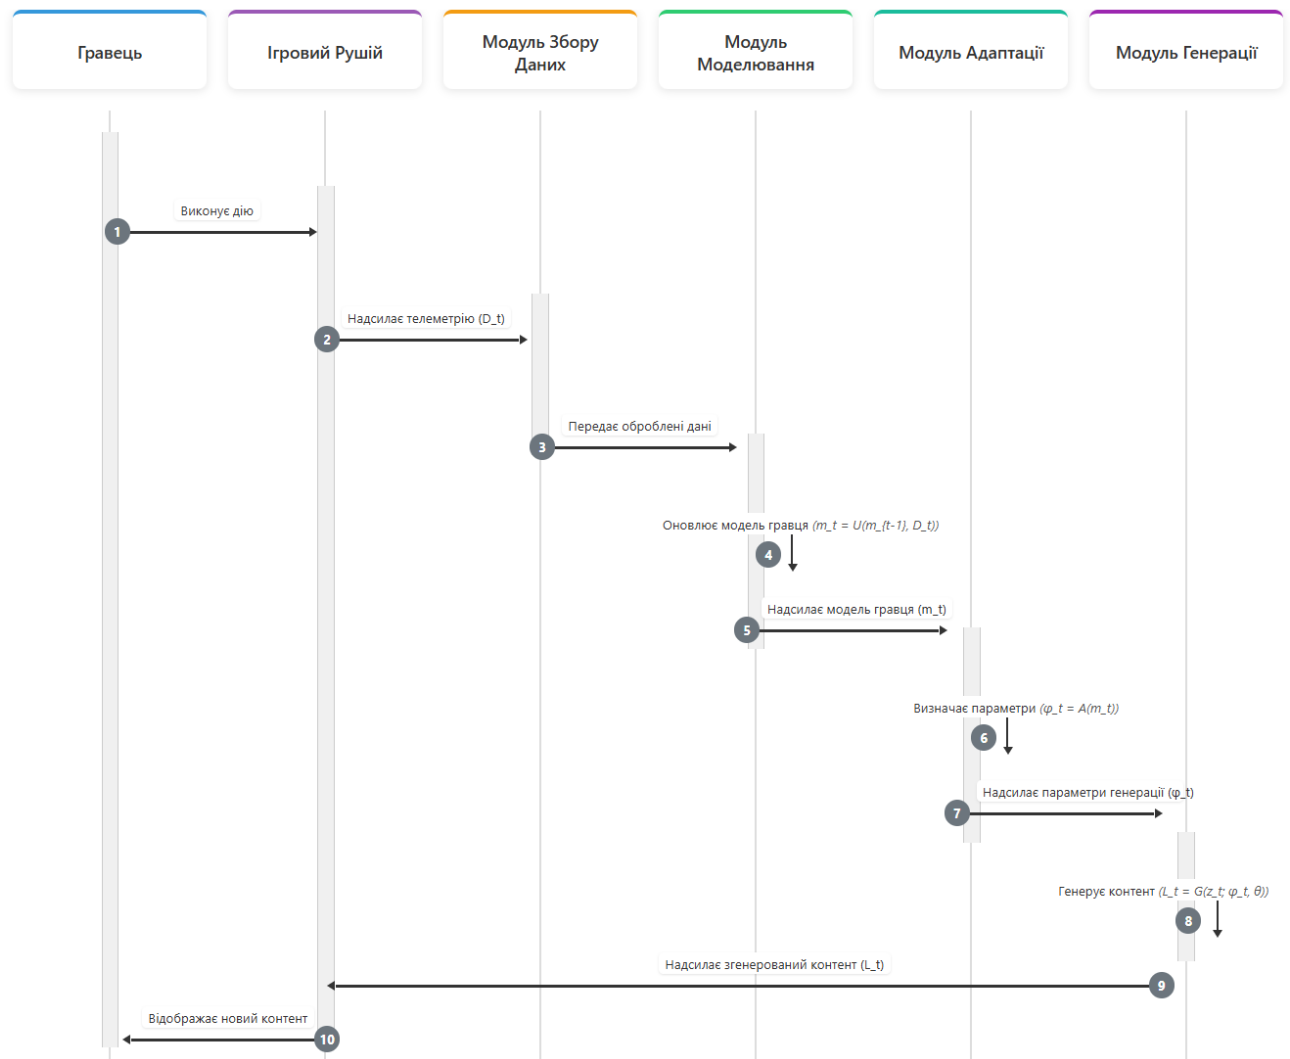 Гравець
Ігровий Рушій
Модуль Збору
Даних
Модуль
Моделювання
Модуль Адаптації
Модуль Генерації
Виконує дію
1
Надсилає телеметрію (D_t)
2
Передає оброблені дані
3
Оновлює модель гравця (m_t = U(m_{t-1}, D_t))
4
Надсилає модель гравця (m_t)
5
Визначає параметри (φ_t = A(m_t))
6
Надсилає параметри генерації (φ_t)
7
Генерує контент (L_t = G(z_t; φ_t, θ))
8
Надсилає згенерований контент (L_t)
9
Відображає новий контент
10